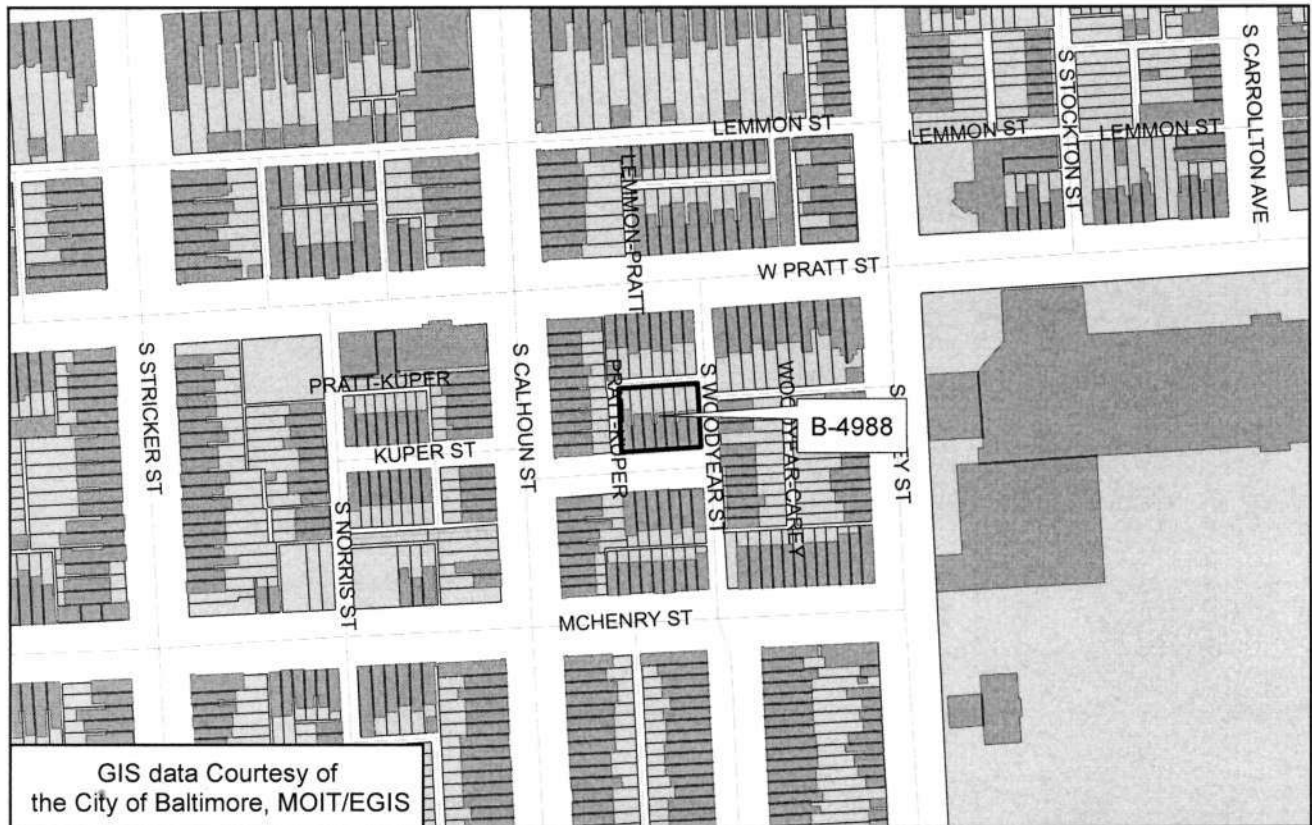 S CARROLLTON AVE
S STOCKTON ST
LEMMON ST
LEMMON ST
LEMMON ST
LEMMON-PRATT
W PRATT ST
S STRICKER ST
PRATT-KUPER
KUPER ST
S NORRIS ST
S CALHOUN ST
PRATT-KUPER
S WOODYEAR ST
B-4988
MCHENRY ST
GIS data Courtesy of
the City of Baltimore, MOIT/EGIS